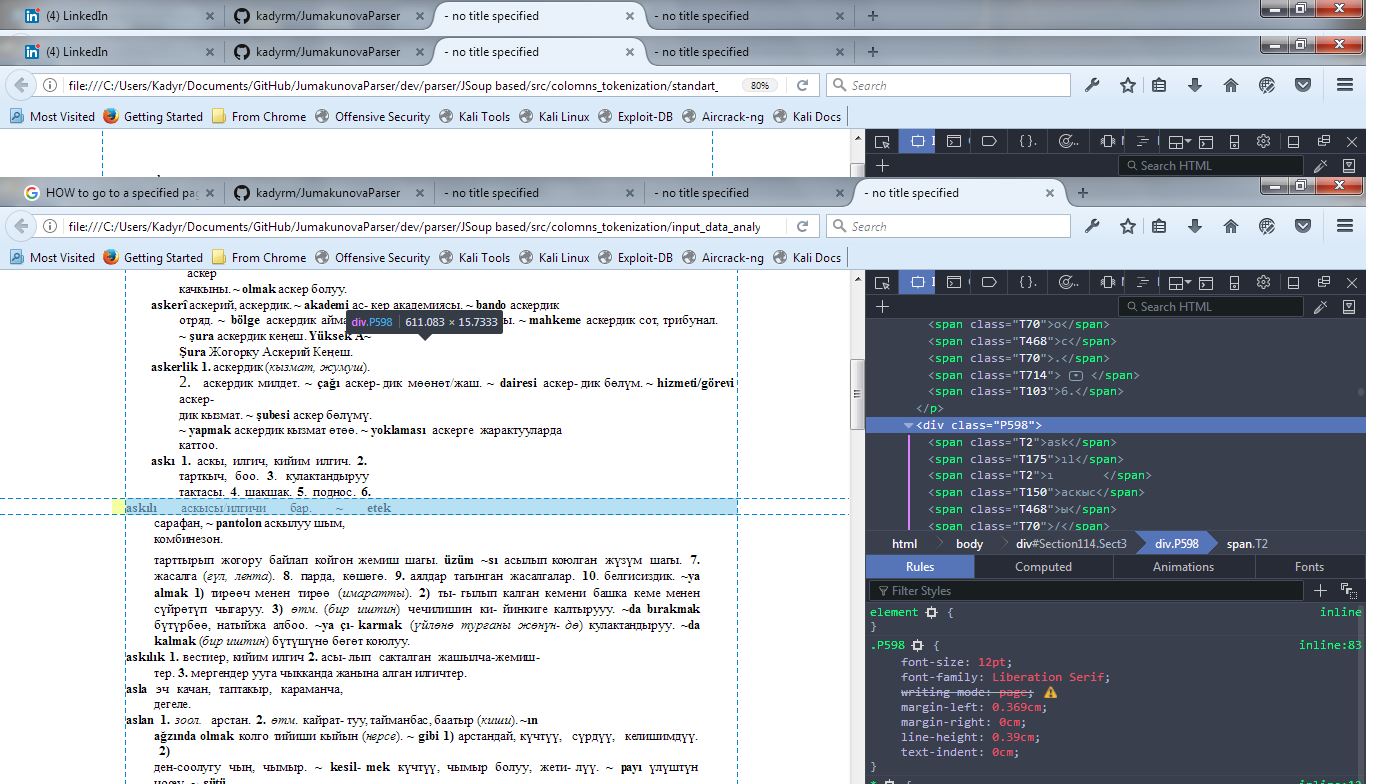 (4) LinkedIn
kadyrm/JumakunovaParser
- no title specified
- no title specified
(4) LinkedIn
kadyrm/JumakunovaParser
- no title specified
- no title specified
file:///C:/Users/Kadyr/Documents/GitHub/JumakunovaParser/dev/parser/JSoup based/src/colomns_tokenization/standart_
80%
Search
Most Visited
Getting Started
From Chrome
Offensive Security
Kali Tools
Kali Linux
Exploit-DB
Aircrack-ng
Kali Docs
Search HTML
HOW to go to a specified pa
kadyrm/JumakunovaParser
- no title specified
- no title specified
- no title specified
file:///C:/Users/Kadyr/Documents/GitHub/JumakunovaParser/dev/parser/JSoup based/src/colomns_tokenization/input_data_analy
Search
Most Visited
Getting Started
From Chrome
Offensive Security
Kali Tools
Kali Linux
Exploit-DB
Aircrack-ng
Kali Docs
аскер
качкыны. ~ olmak аскер болуу.
askerî аскерий, аскердик. ~ akademi ас- кер академиясы. ~ bando аскердик
отряд. ~ bölge аскердик айма
ы. ~ mahkeme аскердик сот, трибунал.
div.P598 | 611.083 × 15.7333
~ şura аскердик кеңеш. Yüksek A~
Şura Жогорку Аскерий Кеңеш.
askerlik 1. аскердик (кызмат, жумуш).
2. аскердик милдет. ~ çağı аскер- дик мөөнөт/жаш. ~ dairesi аскер- дик бөлүм. ~ hizmeti/görevi
аскер-
дик кызмат. ~ şubesi аскер бөлүмү.
~ yapmak аскердик кызмат өтөө. ~ yoklaması аскерге жарактууларда
каттоо.
askı 1. аскы, илгич, кийим илгич. 2.
тарткыч, боо. 3. кулактандыруу
тактасы. 4. шакшак. 5. поднос. 6.
askılı аскысы/илгичи бар. ~ etek
сарафан, ~ pantolon аскылуу шым,
комбинезон.
тарттырып жогору байлап койгон жемиш шагы. üzüm ~sı асылып коюлган жүзүм шагы. 7.
жасалга (гүл, лента). 8. парда, көшөгө. 9. аялдар тагынган жасалгалар. 10. белгисиздик. ~ya
almak 1) тирөөч менен тирөө (имаратты). 2) ты- гылып калган кемени башка кеме менен
сүйрөтүп чыгаруу. 3) өтм. (бир иштин) чечилишин ки- йинкиге калтырууу. ~da bırakmak
бүтүрбөө, натыйжа албоо. ~ya çı- karmak (үйлөнө турганы жөнүн- дө) кулактандыруу. ~da
kalmak (бир иштин) бүтүшүнө бөгөт коюлуу.
askılık 1. вестиер, кийим илгич 2. асы- лып сакталган жашылча-жемиш-
тер. 3. мергендер ууга чыкканда жанына алган илгичтер.
asla эч качан, таптакыр, караманча,
дегеле.
aslan 1. зоол. арстан. 2. өтм. кайрат- туу, тайманбас, баатыр (киши). ~ın
ağzında olmak колго тийиши кыйын (нерсе). ~ gibi 1) арстандай, күчтүү, сүрдүү, келишимдүү.
2)
ден-соолугу чың, чымыр. ~ kesil- mek күчтүү, чымыр болуу, жети- лүү. ~ payı үлүштүн
Search HTML
<span class="T70">о</span>
<span class="T468">с</span>
<span class="T70">.</span>
<span class="T714"> </span>
<span class="T103">6.</span>
</p>
<div class="P598">
<span class="T2">ask</span>
<span class="T175">ıl</span>
<span class="T2">ı </span>
<span class="T150">аскыс</span>
<span class="T468">ы</span>
<span class="T70">/</span>
html
body
div#Section114.Sect3
div.P598
span.T2
Rules
Computed
Animations
Fonts
Filter Styles
element {
inline
}
.P598 {
inline:83
font-size: 12pt;
font-family: Liberation Serif;
writing-mode: page;
margin-left: 0.369cm;
margin-right: 0cm;
line-height: 0.39cm;
text-indent: 0cm;
}